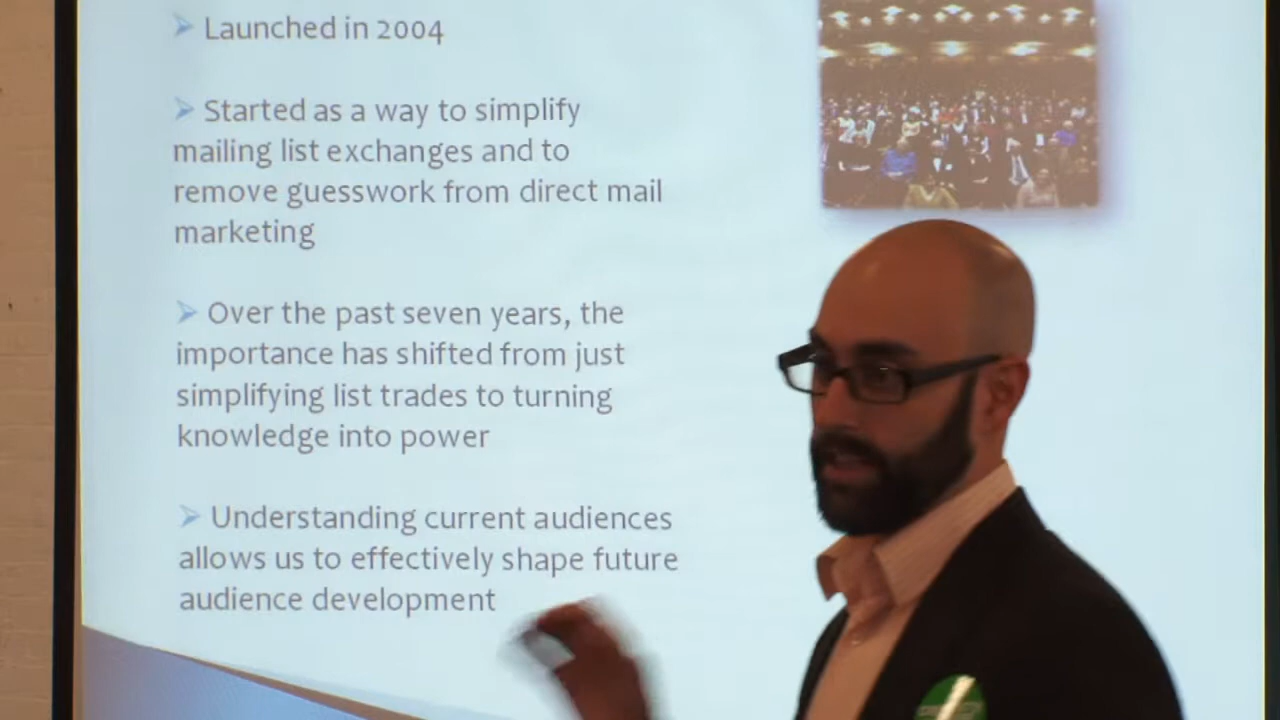 Launched in 2004
Started as a way to simplify
mailing list exchanges and to
remove guesswork from direct mail
marketing
Over the past seven years, the
importance has shifted from just
simplifying list trades to turning
knowledge into power
Understanding current audiences
allows us to effectively shape future
audience development